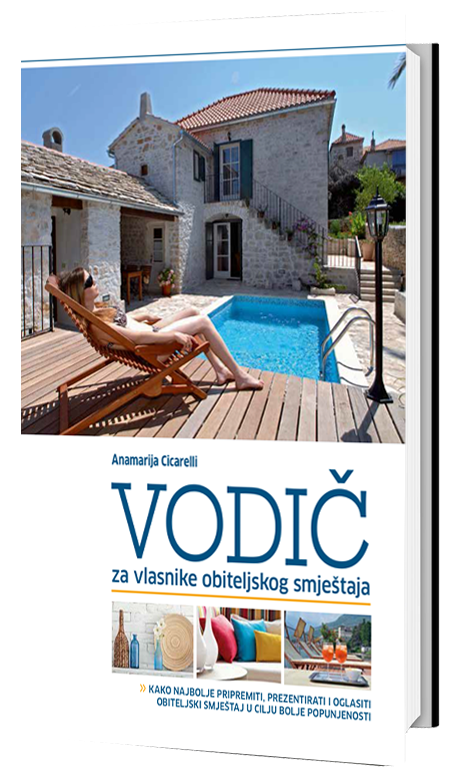 Anamarija Cicarelli
VODIČ
za vlasnike obiteljskog smještaja
» KAKO NAJBOLJE PRIPREMITI, PREZENTIRATI I OGLASITI
OBITELJSKI SMJEŠTAJ U CILJU BOLJE POPUNJENOSTI